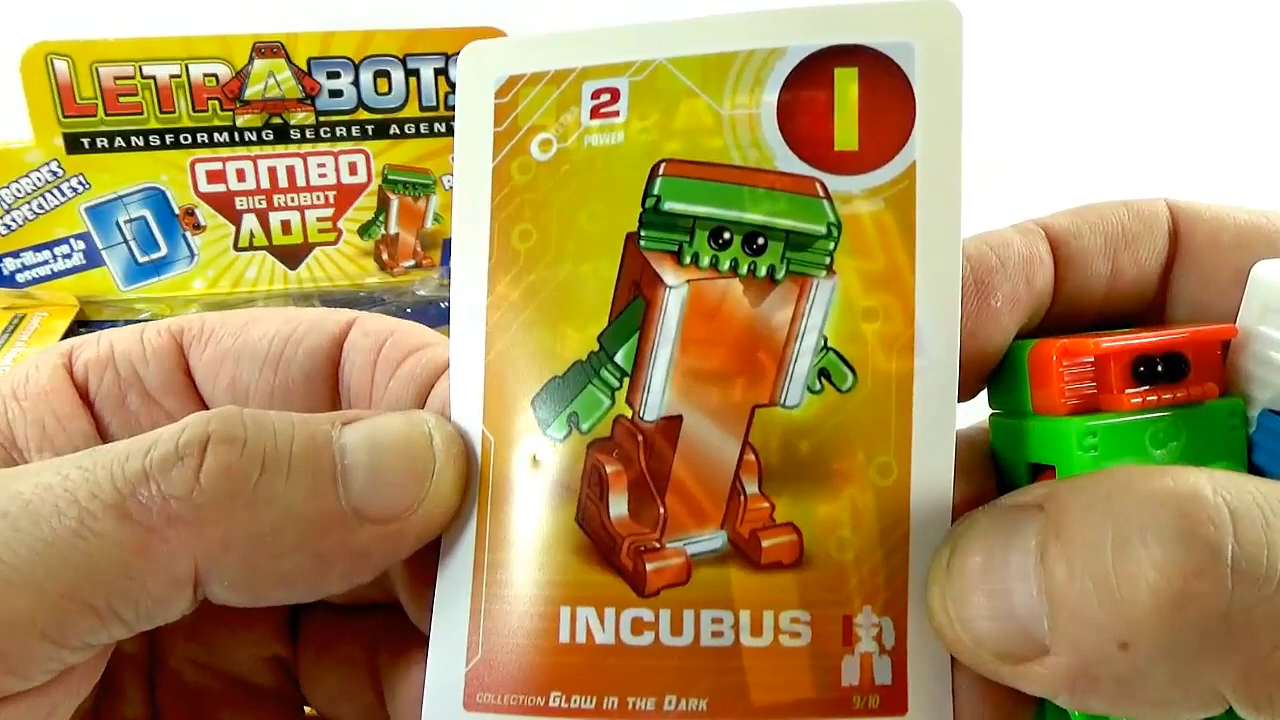 LETRABOTS
TRANSFORMING SECRET AGENT
¡BORDES
ESPECIALES!
¡Brillan en la
oscuridad!
COMBO
BIG ROBOT
ADE
D
2
POWER
I
INCUBUS
COLLECTION GLOW IN THE DARK
9/10